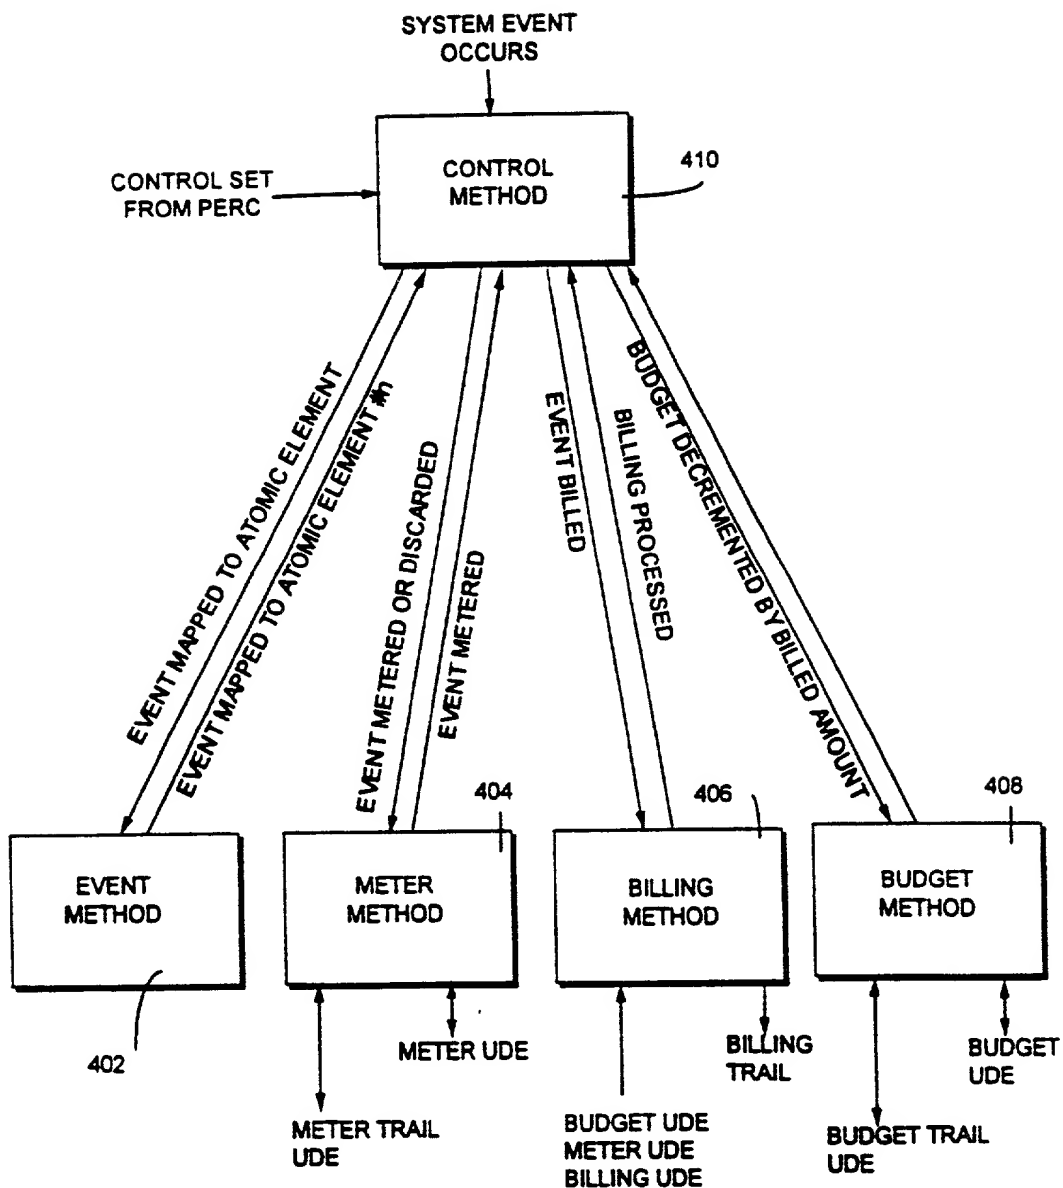 SYSTEM EVENT
OCCURS
CONTROL
METHOD
410
CONTROL SET
FROM PERC
EVENT MAPPED TO ATOMIC ELEMENT
EVENT MAPPED TO ATOMIC ELEMENT #n
EVENT METERED OR DISCARDED
EVENT METERED
EVENT BILLED
BILLING PROCESSED
BUDGET DECREMENTED BY BILLED AMOUNT
404
406
408
EVENT
METHOD
METER
METHOD
BILLING
METHOD
BUDGET
METHOD
402
METER UDE
BILLING
TRAIL
BUDGET
UDE
METER TRAIL
UDE
BUDGET UDE
METER UDE
BILLING UDE
BUDGET TRAIL
UDE